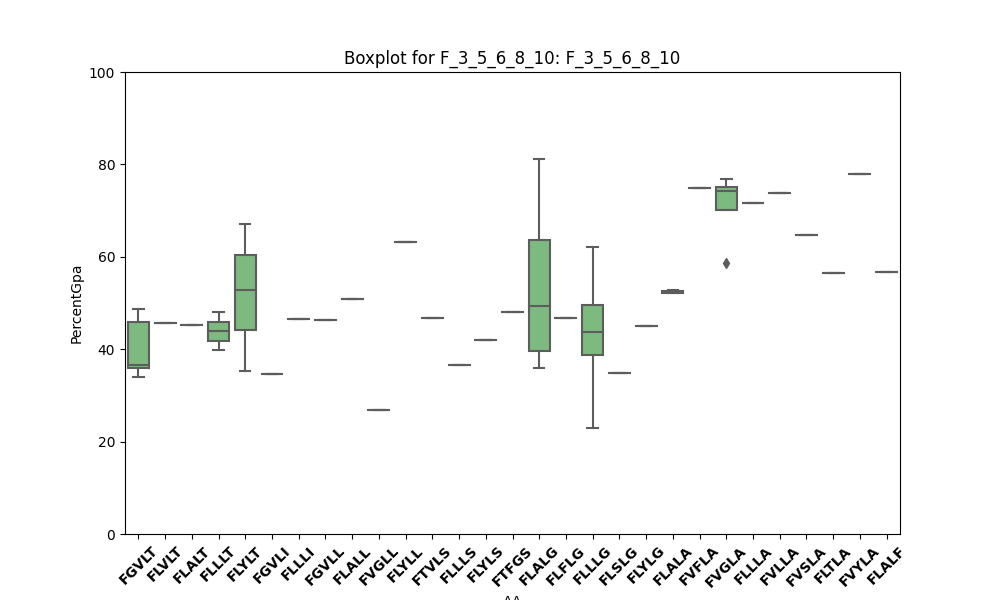 Boxplot for F_3_5_6_8_10: F_3_5_6_8_10
100
80
60
40
20
0
PercentGpa
FGVLT
FLVLT
FLALT
FLLLT
FLYLT
FGVLI
FLLLI
FGVLL
FLALL
FVGLL
FLYLL
FTVLS
FLLLS
FLYLS
FTFGS
FLALG
FLFLG
FLLLG
FLSLG
FLYLG
FLALA
FVFLA
FVGLA
FLLLA
FVLLA
FVSLA
FLTLA
FVYLA
FLALF
AA